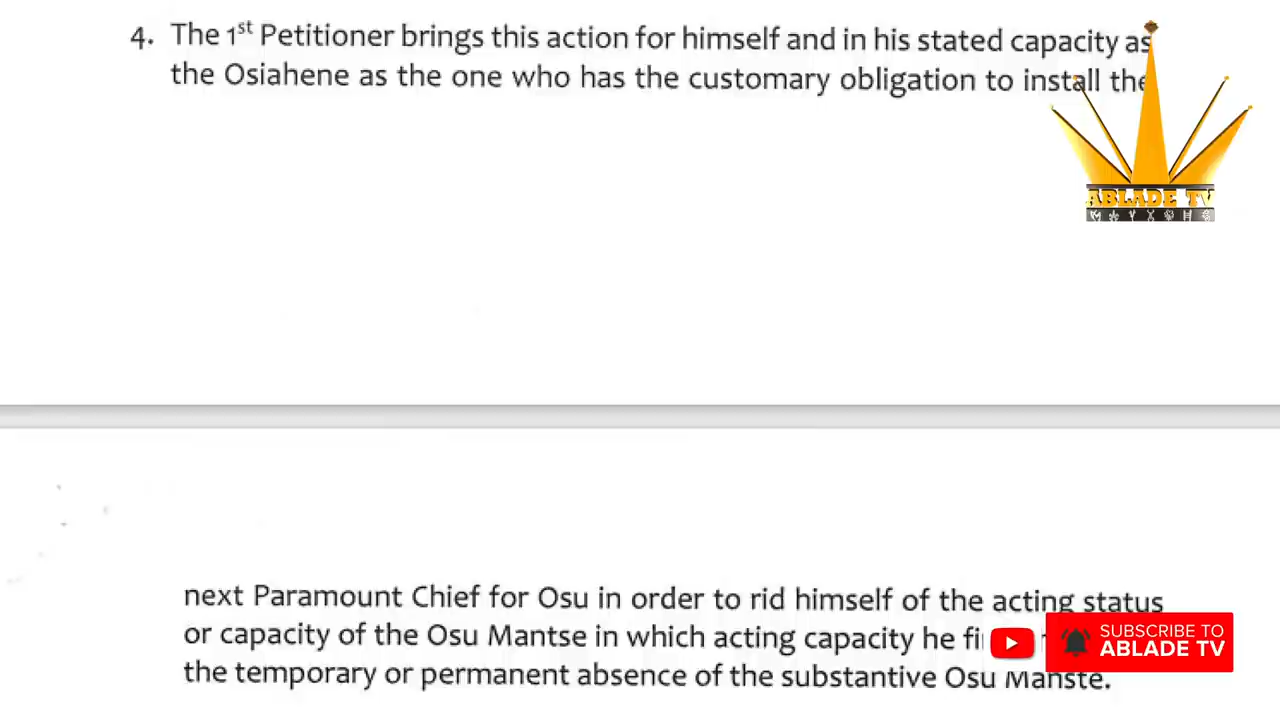 4. The 1st Petitioner brings this action for himself and in his stated capacity as
the Osiahene as the one who has the customary obligation to install the
ABLADE TV
next Paramount Chief for Osu in order to rid himself of the acting status
or capacity of the Osu Mantse in which acting capacity he
SUBSCRIBE TO
ABLADE TV
the temporary or permanent absence of the substantive Osu Manste.